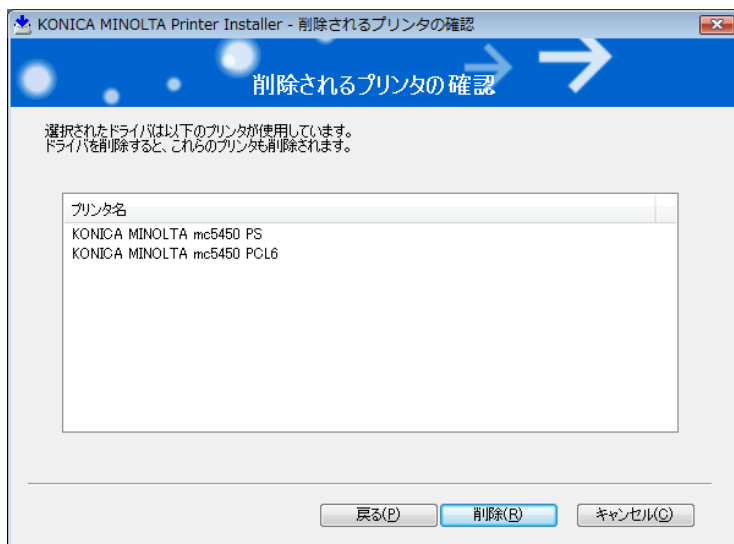 KONICA MINOLTA Printer Installer - 削除されるプリンタの確認
削除されるプリンタの確認
選択されたドライバは以下のプリンタが使用しています。
ドライバを削除すると、これらのプリンタも削除されます。
プリンタ名
KONICA MINOLTA mc5450 PS
KONICA MINOLTA mc5450 PCL6
戻る(P) 削除(R) キャンセル(C)